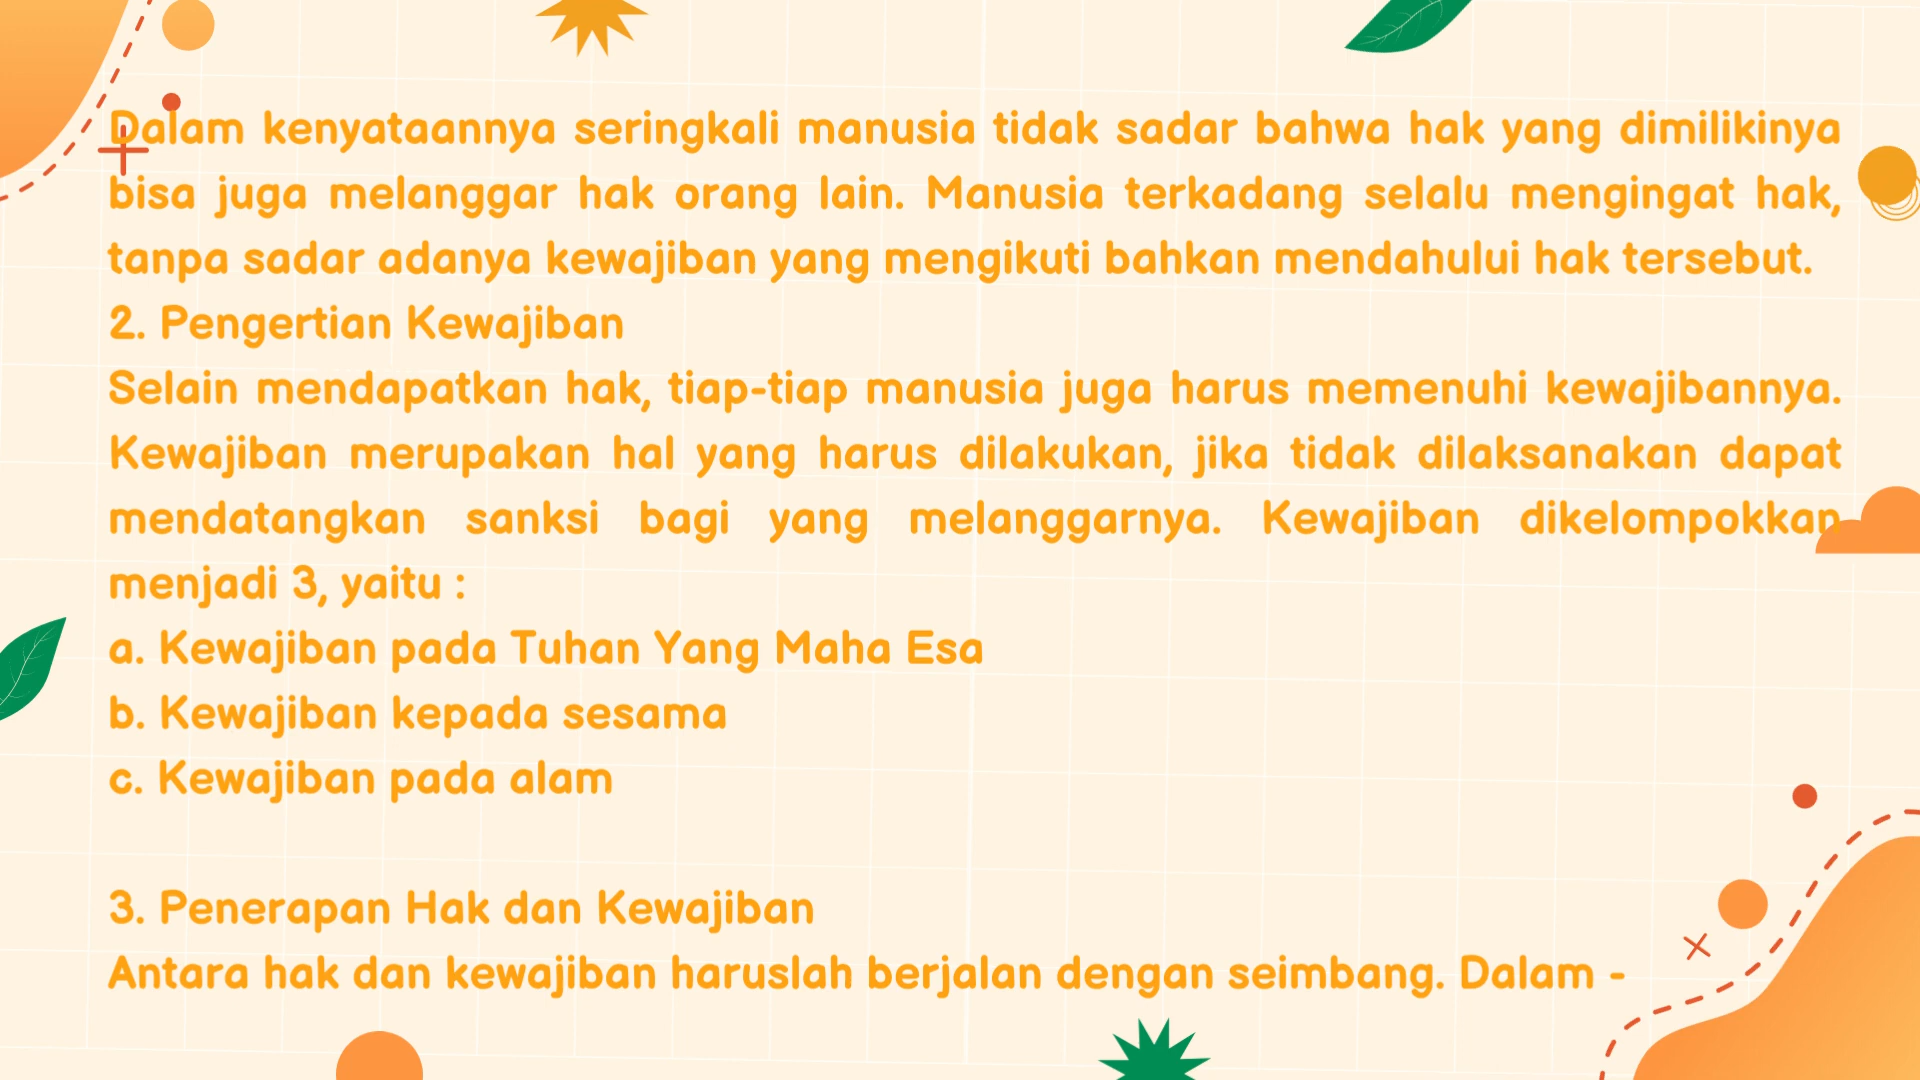 Dalam kenyataannya seringkali manusia tidak sadar bahwa hak yang dimilikinya
bisa juga melanggar hak orang lain. Manusia terkadang selalu mengingat hak,
tanpa sadar adanya kewajiban yang mengikuti bahkan mendahului hak tersebut.
2. Pengertian Kewajiban
Selain mendapatkan hak, tiap-tiap manusia juga harus memenuhi kewajibannya.
Kewajiban merupakan hal yang harus dilakukan, jika tidak dilaksanakan dapat
mendatangkan sanksi bagi yang melanggarnya. Kewajiban dikelompokkan
menjadi 3, yaitu :
a. Kewajiban pada Tuhan Yang Maha Esa
b. Kewajiban kepada sesama
c. Kewajiban pada alam
3. Penerapan Hak dan Kewajiban
Antara hak dan kewajiban haruslah berjalan dengan seimbang. Dalam -